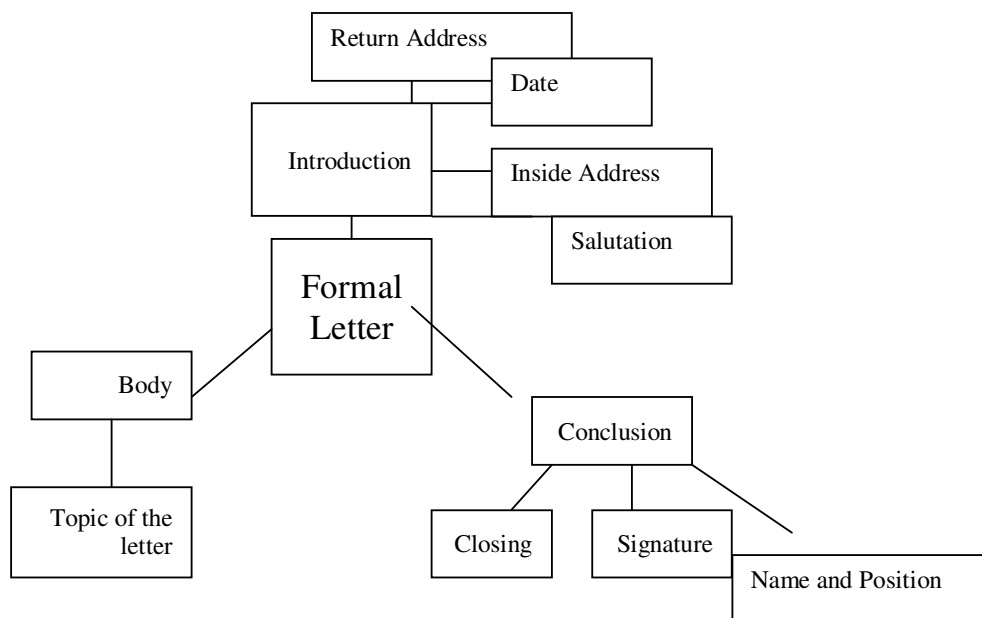 Return Address
Date
Introduction
Inside Address
Salutation
Formal
Letter
Body
Conclusion
Topic of the
letter
Closing
Signature
Name and Position